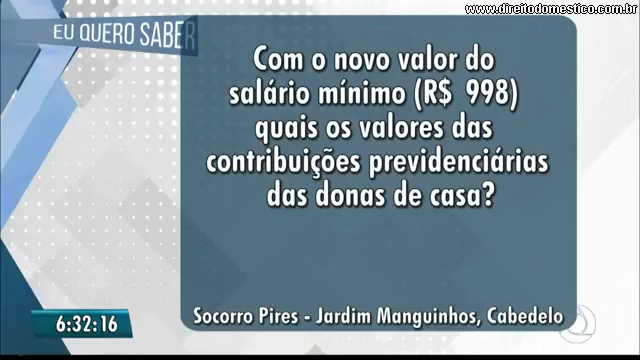 www.direitodomestico.com.br
EU QUERO SABER
Com o novo valor do
salário mínimo (R$ 998)
quais os valores das
contribuições previdenciárias
das donas de casa?
Socorro Pires - Jardim Manguinhos, Cabedelo
6:32:16